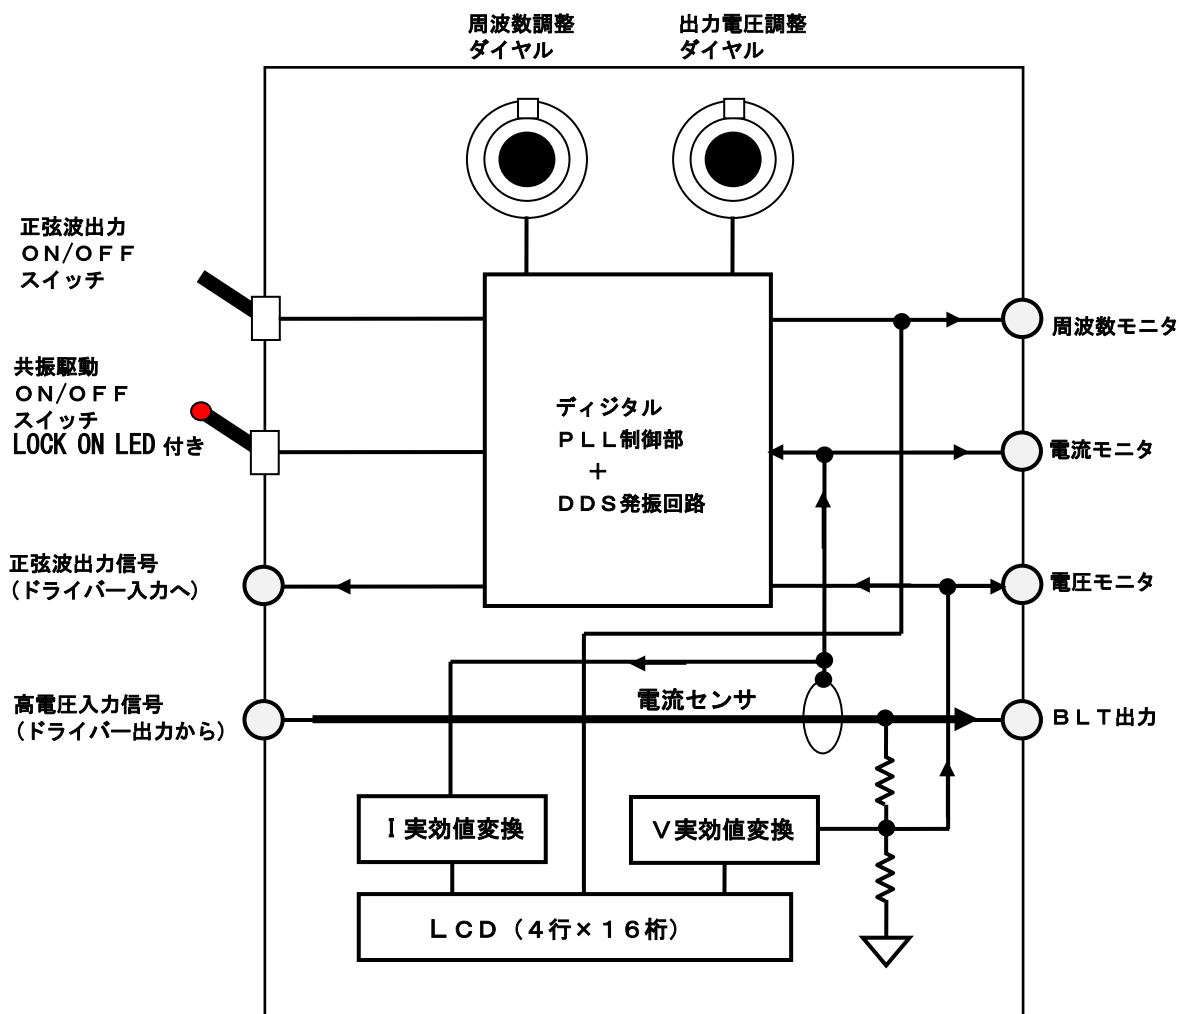 周波数調整
ダイヤル
出力電圧調整
ダイヤル
正弦波出力
ＯＮ/ＯＦＦ
スイッチ
共振駆動
ＯＮ/ＯＦＦ
スイッチ
LOCK ON LED 付き
ディジタル
ＰＬＬ制御部
＋
ＤＤＳ発振回路
周波数モニタ
電流モニタ
正弦波出力信号
（ドライバー入力へ）
電圧モニタ
高電圧入力信号
（ドライバー出力から）
電流センサ
ＢＬＴ出力
Ｉ実効値変換
Ｖ実効値変換
ＬＣＤ（４行×１６桁）